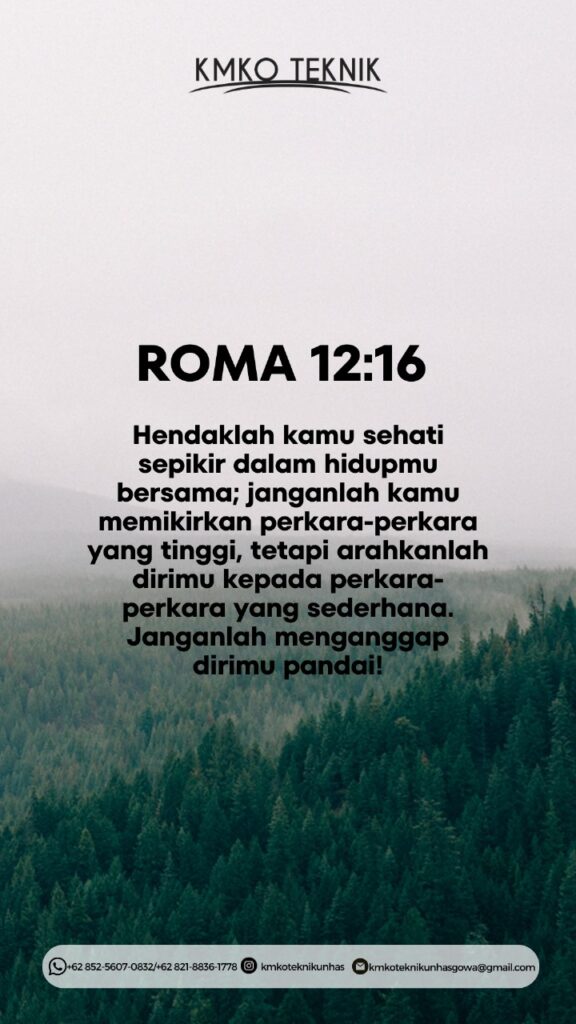 KMKO TEKNIK
ROMA 12:16
Hendaklah kamu sehati
sepikir dalam hidupmu
bersama; janganlah kamu
memikirkan perkara-perkara
yang tinggi, tetapi arahkanlah
dirimu kepada perkara-
perkara yang sederhana.
Janganlah menganggap
dirimu pandai!
+62 852-5607-0832/+62 821-8836-1778 kmkoteknikunhas kmkoteknikunhasgowa@gmail.com